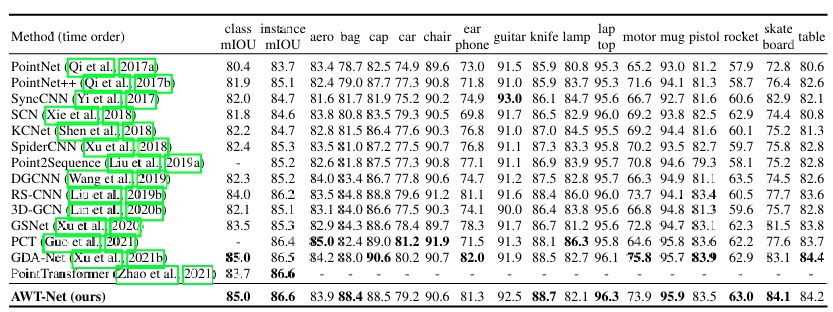 Method (time order) class mIOU instance mIOU aero bag cap car chair ear phone guitar knife lamp lap top motor mug pistol rocket skate board table
PointNet (Qi et al., 2017a) 80.4 83.7 83.4 78.7 82.5 74.9 89.6 73.0 91.5 85.9 80.8 95.3 65.2 93.0 81.2 57.9 72.8 80.6
PointNet++ (Qi et al., 2017b) 81.9 85.1 82.4 79.0 87.7 77.3 90.8 71.8 91.0 85.9 83.7 95.3 71.6 94.1 81.3 58.7 76.4 82.6
SyncCNN (Yi et al., 2017) 82.0 84.7 81.6 81.7 81.9 75.2 90.2 74.9 93.0 86.1 84.7 95.6 66.7 92.7 81.6 60.6 82.9 82.1
SCN (Xie et al., 2018) 81.8 84.6 83.8 80.8 83.5 79.3 90.5 69.8 91.7 86.5 82.9 96.0 69.2 93.8 82.5 62.9 74.4 80.8
KCNet (Shen et al., 2018) 82.2 84.7 82.8 81.5 86.4 77.6 90.3 76.8 91.0 87.0 84.5 95.5 69.2 94.4 81.6 60.1 75.2 81.3
SpiderCNN (Xu et al., 2018) 82.4 85.3 83.5 81.0 87.2 77.5 90.7 76.8 91.1 87.3 83.3 95.8 70.2 93.5 82.7 59.7 75.8 82.8
Point2Sequence (Liu et al., 2019a) - 85.2 82.6 81.8 87.5 77.3 90.8 77.1 91.1 86.9 83.9 95.7 70.8 94.6 79.3 58.1 75.2 82.8
DGCNN (Wang et al., 2019) 82.3 85.2 84.0 83.4 86.7 77.8 90.6 74.7 91.2 87.5 82.8 95.7 66.3 94.9 81.1 63.5 74.5 82.6
RS-CNN (Liu et al., 2019b) 84.0 86.2 83.5 84.8 88.8 79.6 91.2 81.1 91.6 88.4 86.0 96.0 73.7 94.1 83.4 60.5 77.7 83.6
3D-GCN (Lin et al., 2020b) 82.1 85.1 83.1 84.0 86.6 77.5 90.3 74.1 90.0 86.4 83.8 95.6 66.8 94.8 81.3 59.6 75.7 82.8
GSNet (Xu et al., 2020) 83.5 85.3 82.9 84.3 88.6 78.4 89.7 78.3 91.7 86.7 81.2 95.6 72.8 94.7 83.1 62.3 81.5 83.8
PCT (Guo et al., 2021) - 86.4 85.0 82.4 89.0 81.2 91.9 71.5 91.3 88.1 86.3 95.8 64.6 95.8 83.6 62.2 77.6 83.7
GDA-Net (Xu et al., 2021b) 85.0 86.5 84.2 88.0 90.6 80.2 90.7 82.0 91.9 88.5 82.7 96.1 75.8 95.7 83.9 62.9 83.1 84.4
PointTransformer (Zhao et al., 2021) 83.7 86.6 - - - - - - - - - - - - - - - -
AWT-Net (ours) 85.0 86.6 83.9 88.4 88.5 79.2 90.6 81.3 92.5 88.7 82.1 96.3 73.9 95.9 83.5 63.0 84.1 84.2